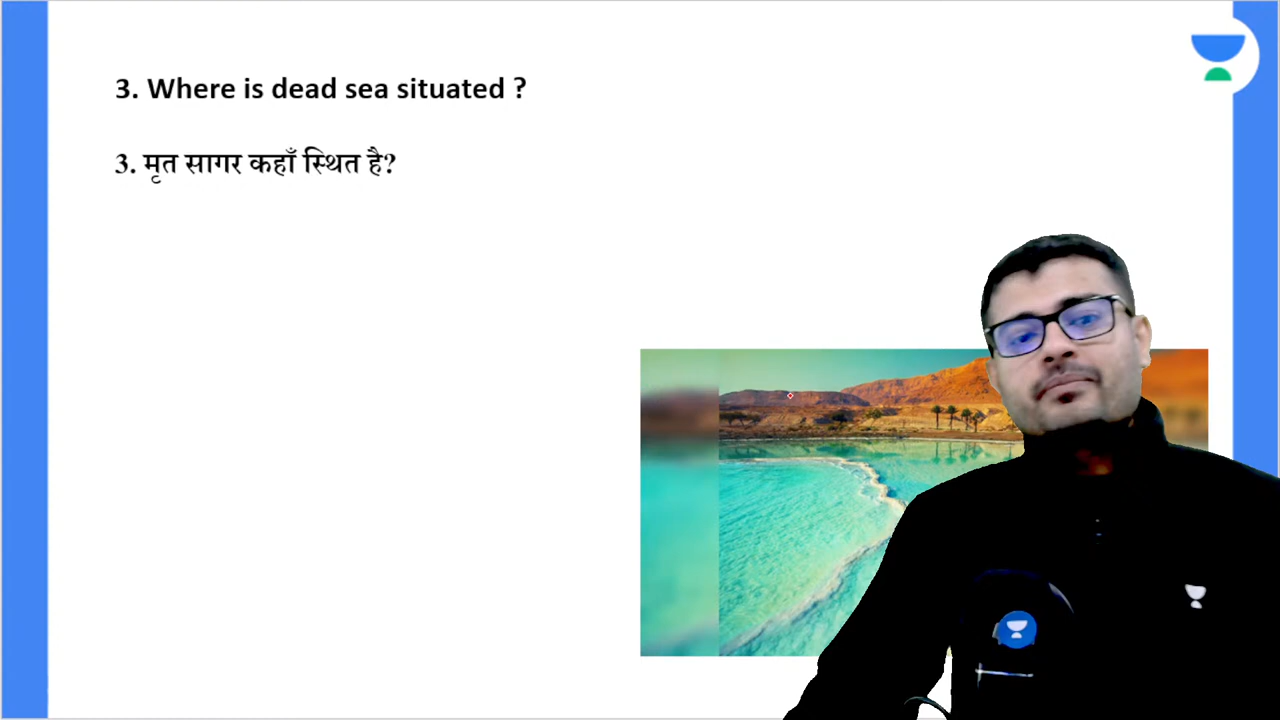 3. Where is dead sea situated ?
3. मृत सागर कहाँ स्थित है?